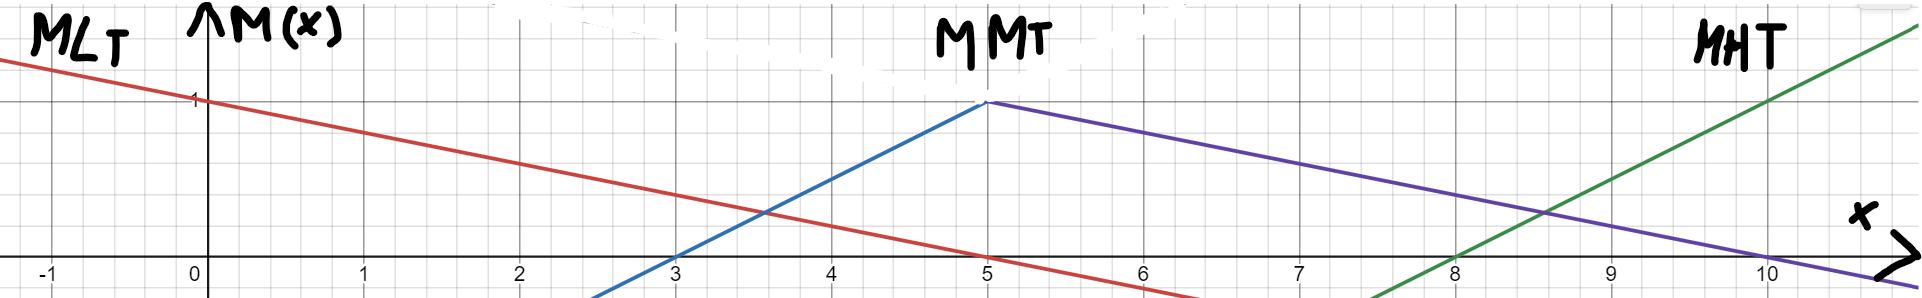 MLT M(x) MMT MHT
1
x
-1 0 1 2 3 4 5 6 7 8 9 10